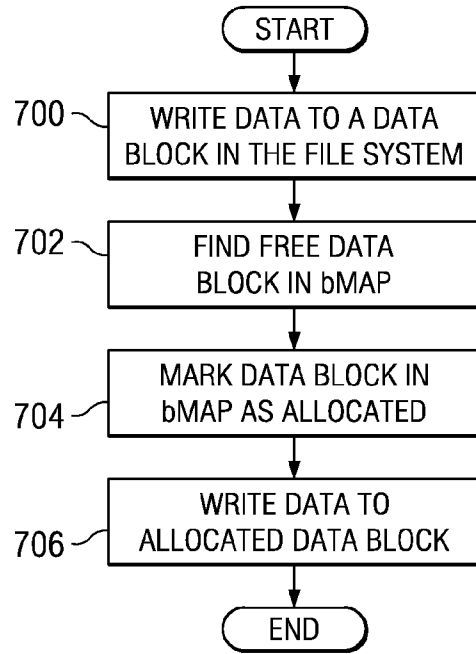 START
700
WRITE DATA TO A DATA
BLOCK IN THE FILE SYSTEM
702
FIND FREE DATA
BLOCK IN bMAP
704
MARK DATA BLOCK IN
bMAP AS ALLOCATED
706
WRITE DATA TO
ALLOCATED DATA BLOCK
END